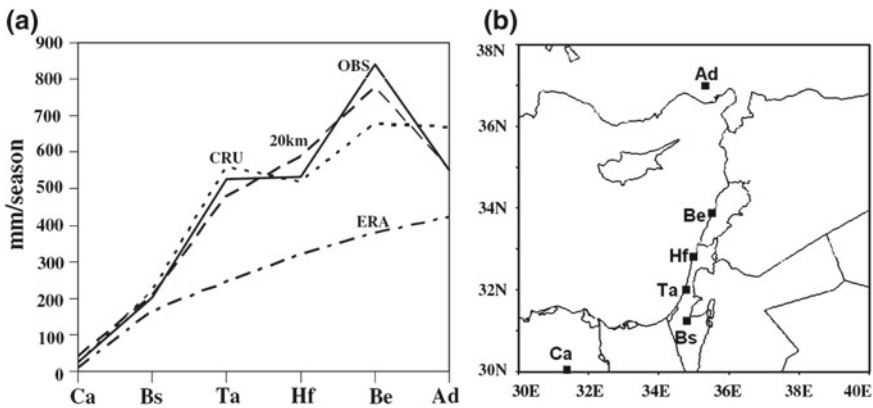 (a)
900
800
700
600
500
400
300
200
100
0
mm/season
OBS
20km
CRU
ERA
Ca Bs Ta Hf Be Ad
(b)
38N
36N
34N
32N
30N
Ad
Be
Hf
Ta
Bs
Ca
30E 32E 34E 36E 38E 40E